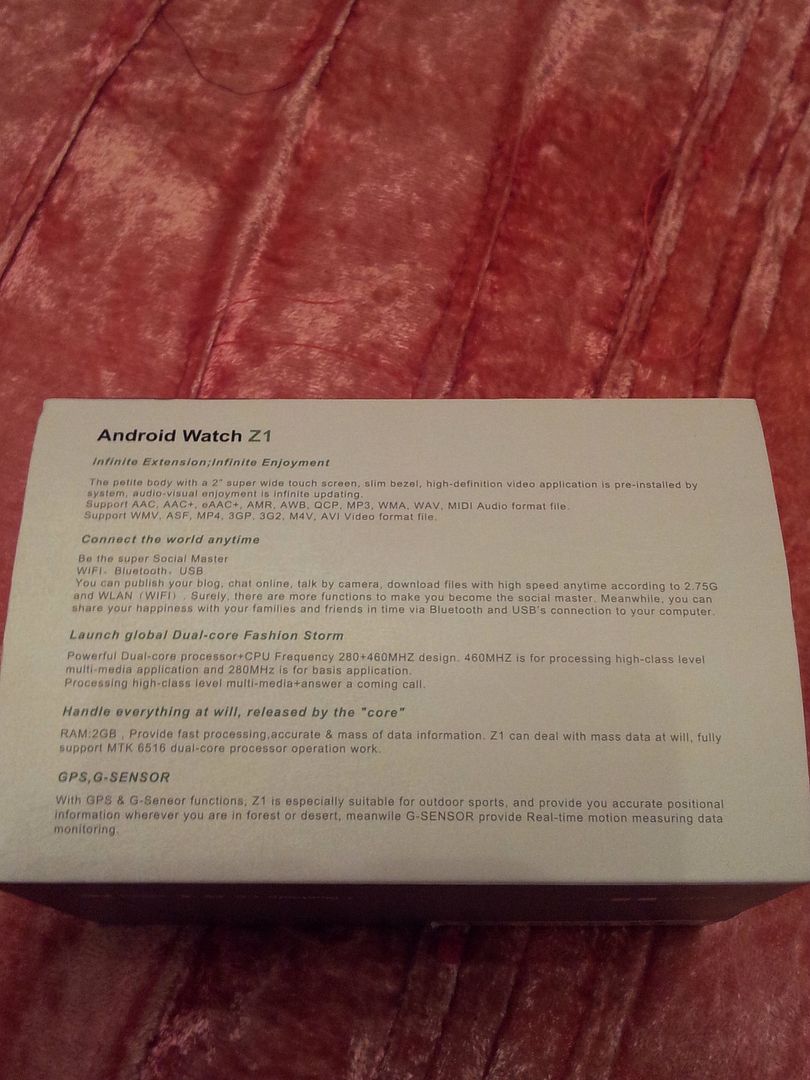 Android Watch Z1
Infinite Extension;Infinite Enjoyment
The petite body with a 2" super wide touch screen, slim bezel, high-definition video application is pre-installed by
system, audio-visual enjoyment is infinite updating.
Support AAC, AAC+, eAAC+, AMR, AWB, QCP, MP3, WMA, WAV, MIDI Audio format file.
Support WMV, ASF, MP4, 3GP, 3G2, M4V, AVI Video format file.
Connect the world anytime
Be the super Social Master
WIFI、Bluetooth、USB
You can publish your blog, chat online, talk by camera, download files with high speed anytime according to 2.75G
and WLAN（WIFI）. Surely, there are more functions to make you become the social master. Meanwhile, you can
share your happiness with your families and friends in time via Bluetooth and USB's connection to your computer.
Launch global Dual-core Fashion Storm
Powerful Dual-core processor+CPU Frequency 280+460MHZ design. 460MHZ is for processing high-class level
multi-media application and 280MHz is for basis application.
Processing high-class level multi-media+answer a coming call.
Handle everything at will, released by the "core"
RAM:2GB , Provide fast processing,accurate & mass of data information. Z1 can deal with mass data at will, fully
support MTK 6516 dual-core processor operation work.
GPS,G-SENSOR
With GPS & G-Seneor functions, Z1 is especially suitable for outdoor sports, and provide you accurate positional
information wherever you are in forest or desert, meanwile G-SENSOR provide Real-time motion measuring data
monitoring.